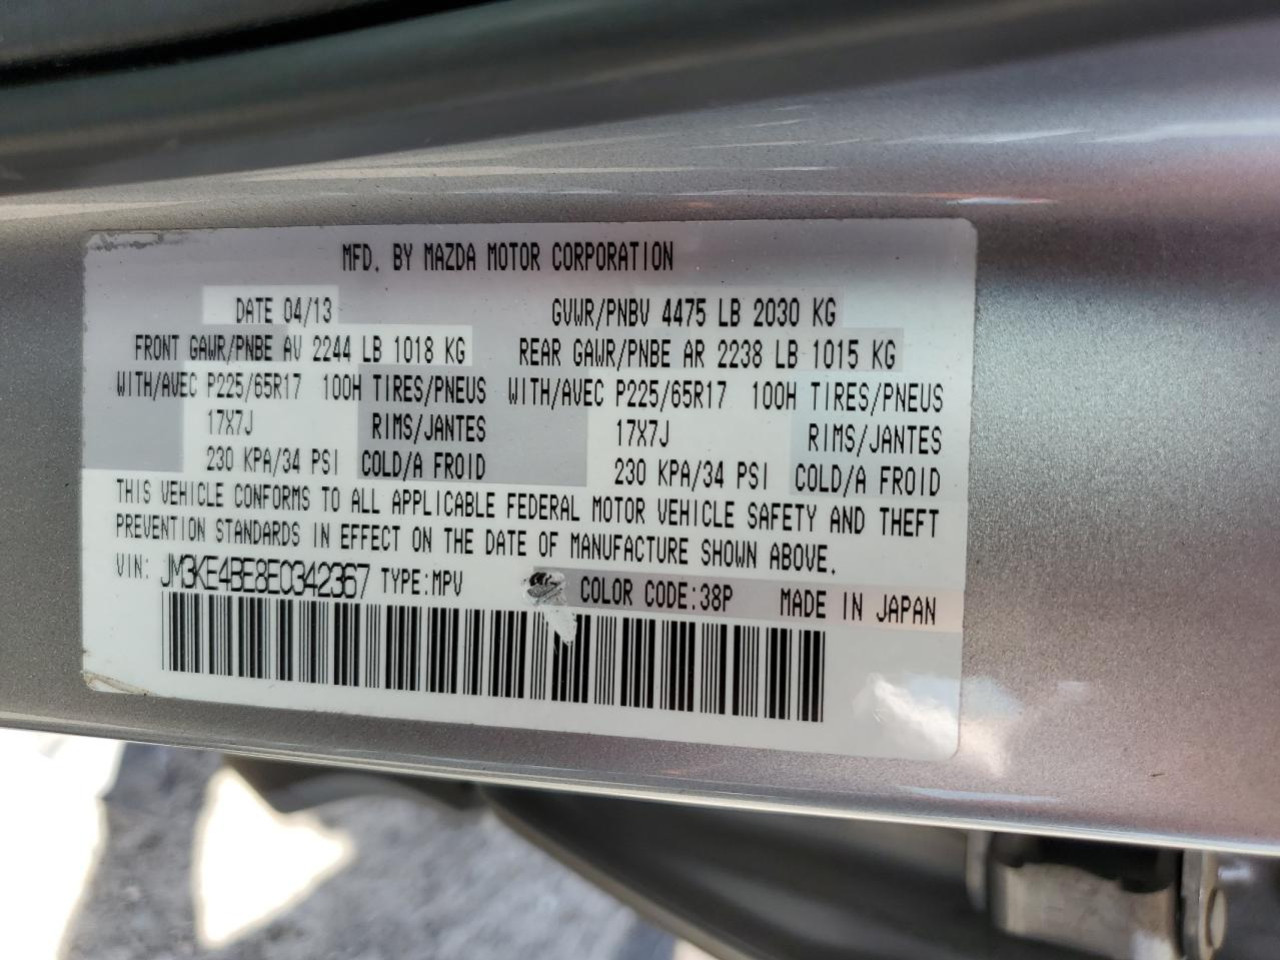 MFD. BY MAZDA MOTOR CORPORATION
DATE 04/13 GVWR/PNBV 4475 LB 2030 KG
FRONT GAWR/PNBE AV 2244 LB 1018 KG REAR GAWR/PNBE AR 2238 LB 1015 KG
WITH/AVEC P225/65R17 100H TIRES/PNEUS WITH/AVEC P225/65R17 100H TIRES/PNEUS
17X7J RIMS/JANTES 17X7J RIMS/JANTES
230 KPA/34 PSI COLD/A FROID 230 KPA/34 PSI COLD/A FROID
THIS VEHICLE CONFORMS TO ALL APPLICABLE FEDERAL MOTOR VEHICLE SAFETY AND THEFT
PREVENTION STANDARDS IN EFFECT ON THE DATE OF MANUFACTURE SHOWN ABOVE.
VIN: JM3KE4BE8E0342367 TYPE:MPV COLOR CODE:38P MADE IN JAPAN